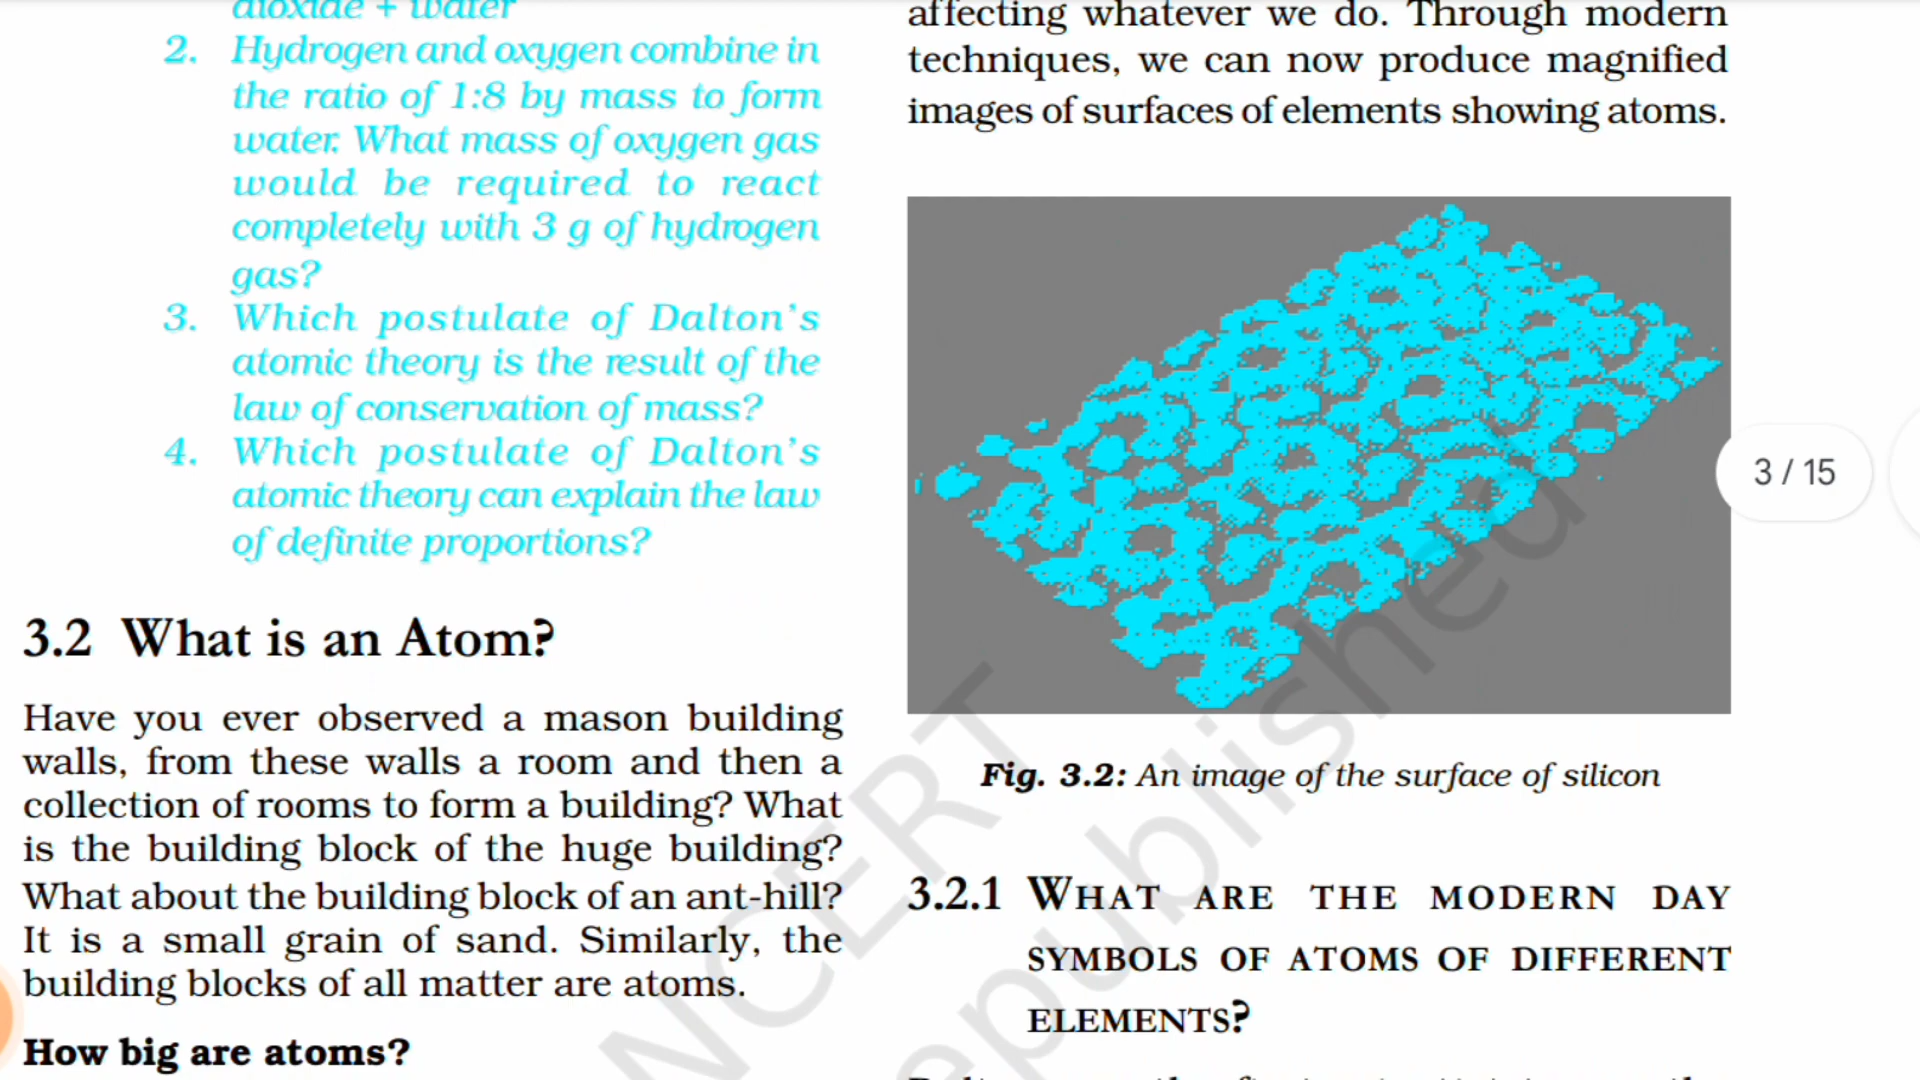 dioxide + water
2. Hydrogen and oxygen combine in
the ratio of 1:8 by mass to form
water. What mass of oxygen gas
would be required to react
completely with 3 g of hydrogen
gas?
3. Which postulate of Dalton's
atomic theory is the result of the
law of conservation of mass?
4. Which postulate of Dalton's
atomic theory can explain the law
of definite proportions?
3.2 What is an Atom?
Have you ever observed a mason building
walls, from these walls a room and then a
collection of rooms to form a building? What
is the building block of the huge building?
What about the building block of an ant-hill?
It is a small grain of sand. Similarly, the
building blocks of all matter are atoms.
How big are atoms?
affecting whatever we do. Through modern
techniques, we can now produce magnified
images of surfaces of elements showing atoms.
Fig. 3.2: An image of the surface of silicon
3.2.1 WHAT ARE THE MODERN DAY
SYMBOLS OF ATOMS OF DIFFERENT
ELEMENTS?
3 / 15
NCERT
epublished